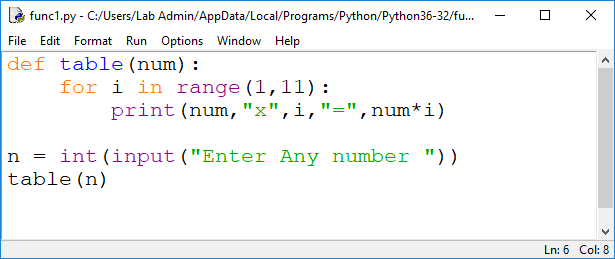 func1.py - C:/Users/Lab Admin/AppData/Local/Programs/Python/Python36-32/fu...
File Edit Format Run Options Window Help
def table(num):
    for i in range(1,11):
        print(num,"x",i,"=",num*i)

n = int(input("Enter Any number "))
table(n)
Ln: 6 Col: 8